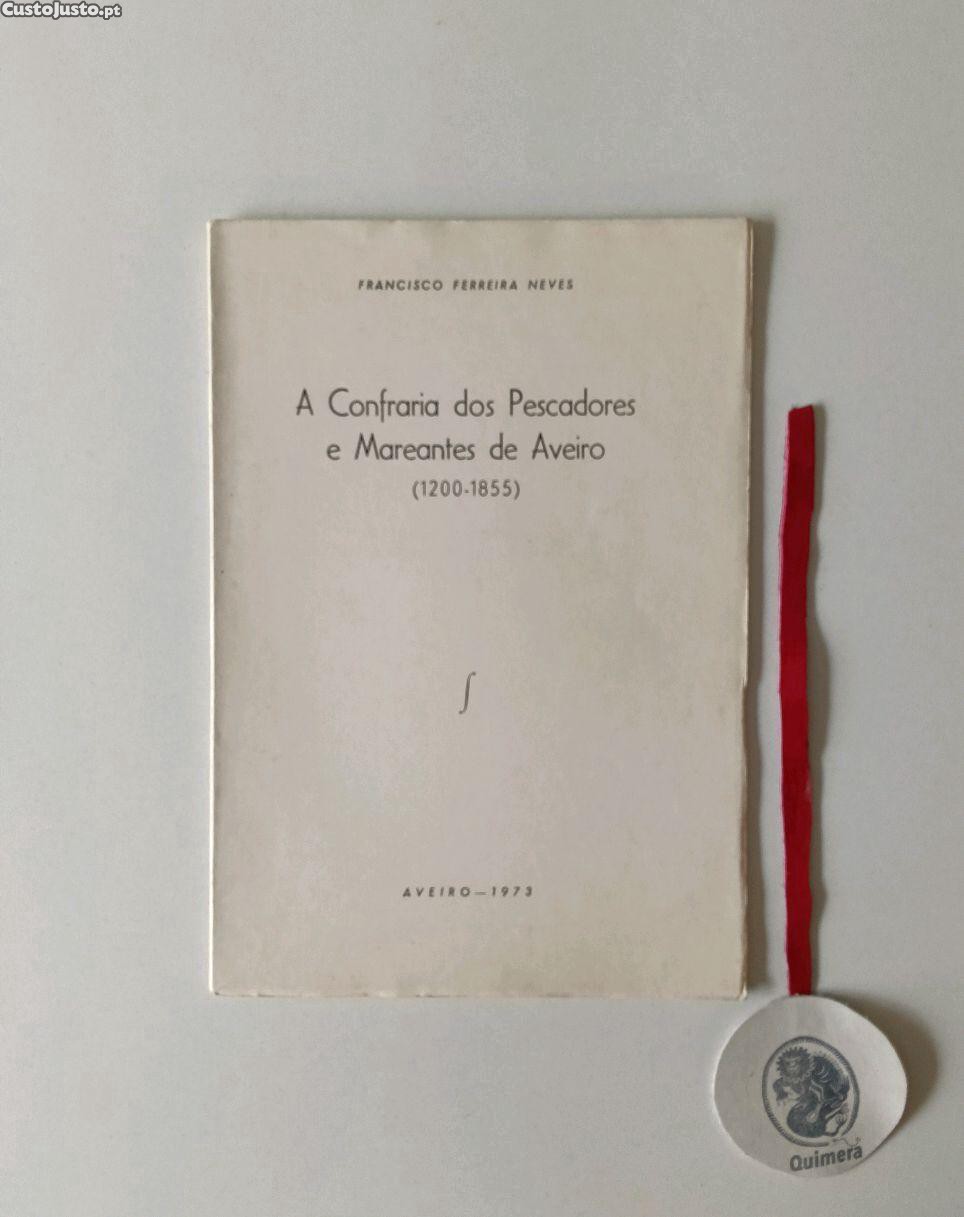 CustoJusto.pt
FRANCISCO FERREIRA NEVES
A Confraria dos Pescadores
e Mareantes de Aveiro
(1200-1855)
∫
AVEIRO—1973
Quimera